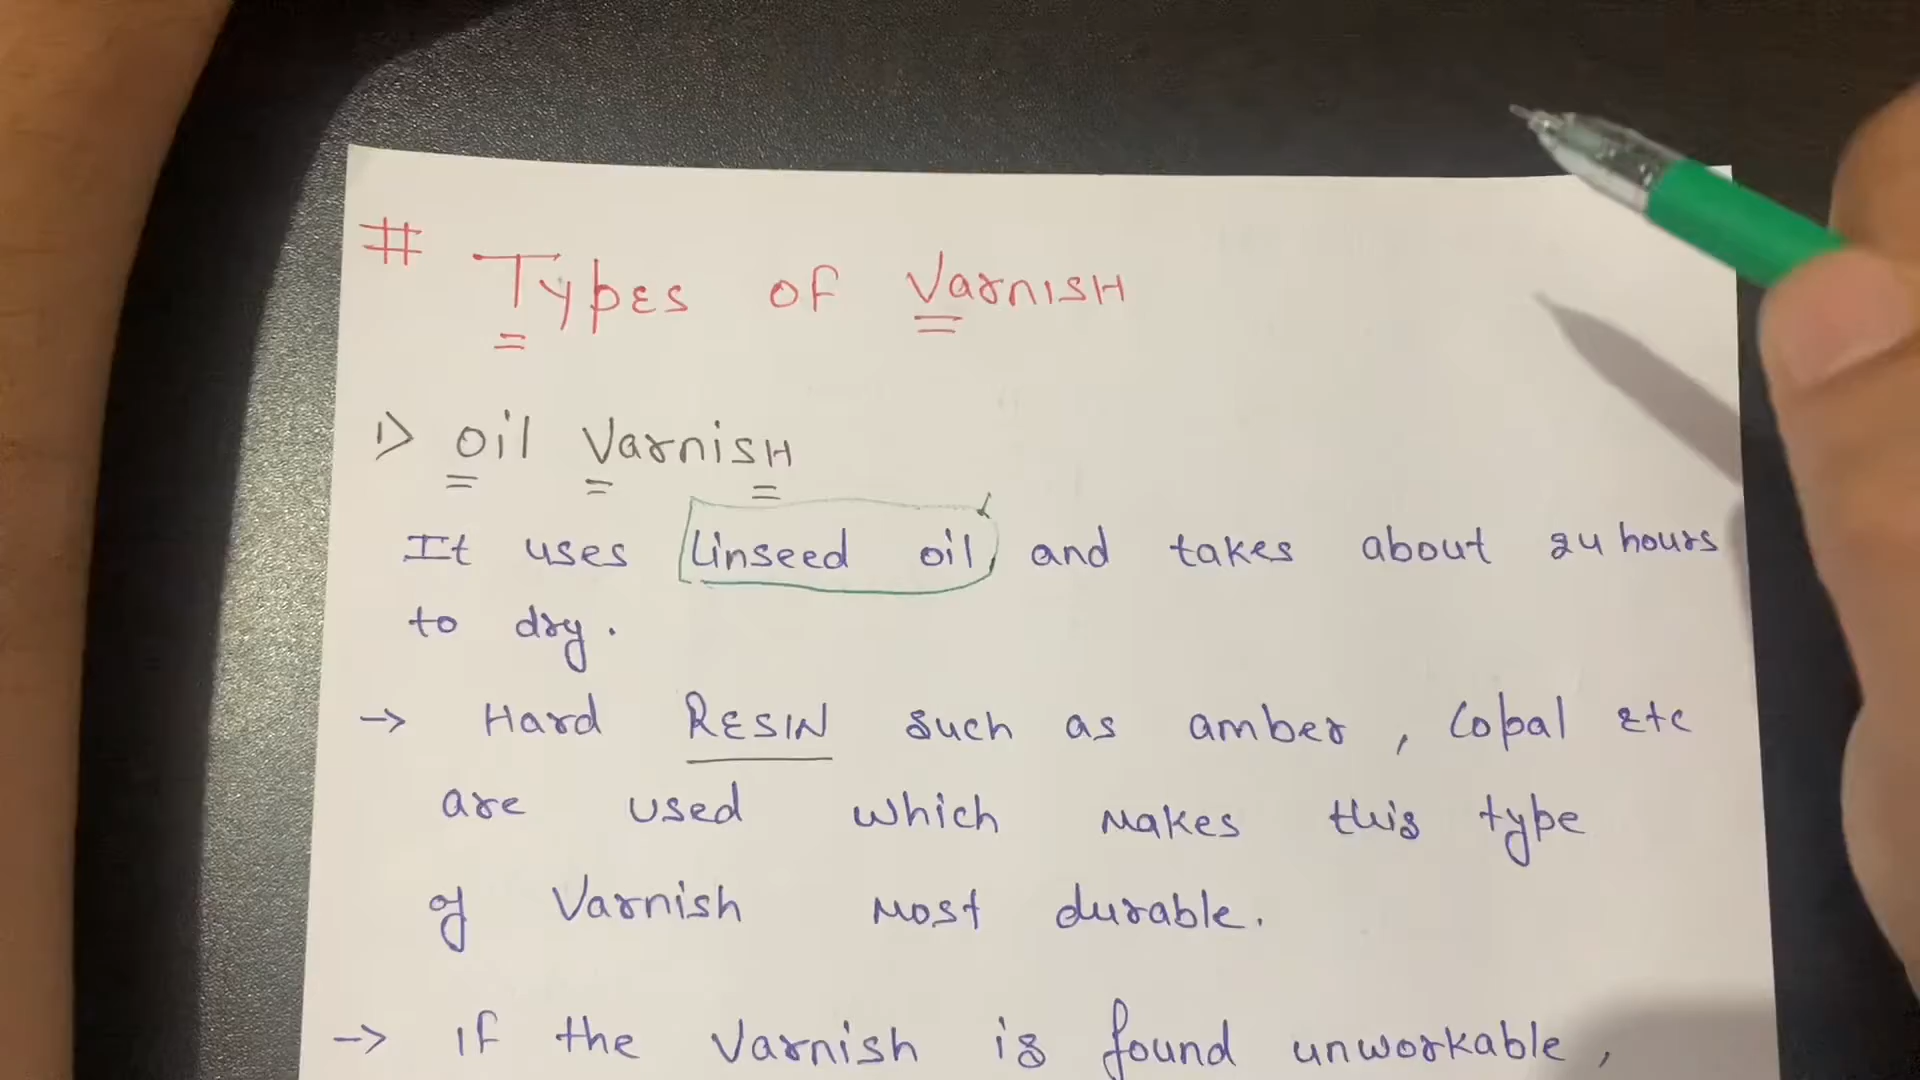 # Types of Varnish
1> Oil Varnish
It uses Linseed oil and takes about 24 hours
to dry.
→ Hard RESIN such as amber, Copal etc
are used which makes this type
of Varnish Most durable.
→ If the Varnish is found unworkable,